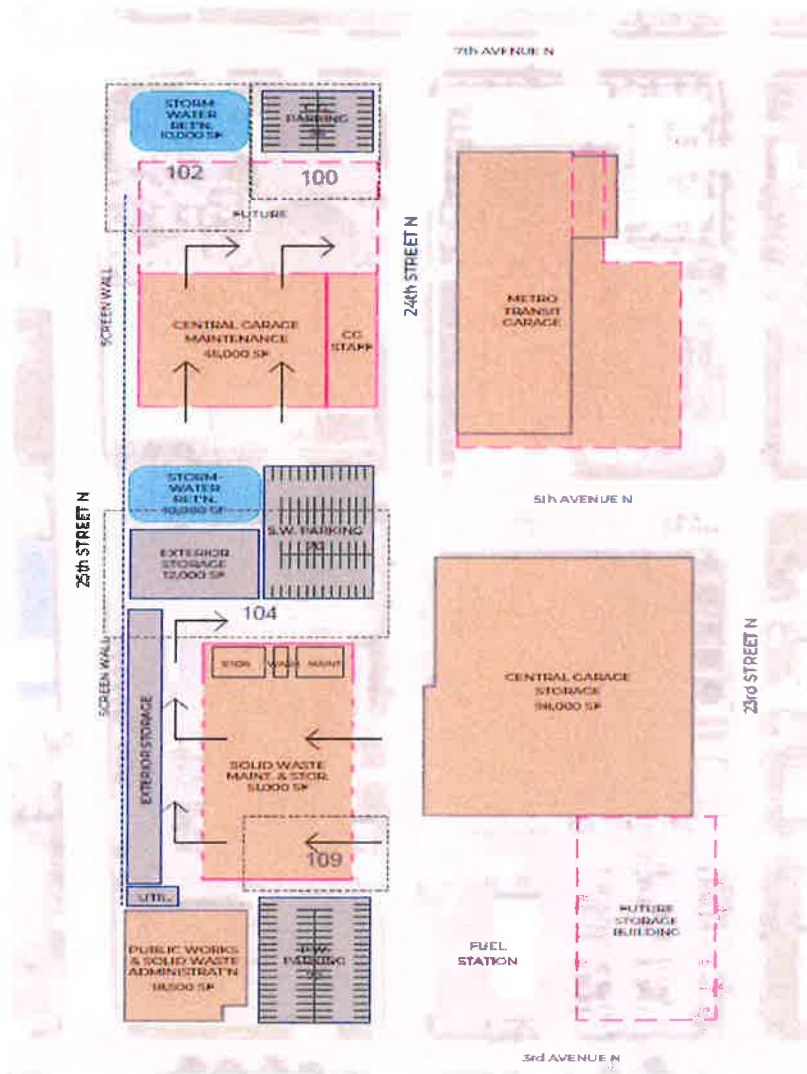 7th AVENUE N
STORM-
WATER
RET'N.
10,000 SF
PARKING
102
100
FUTURE
24th STREET N
SCREEN WALL
CENTRAL GARAGE
MAINTENANCE
CG
STAFF
METRO
TRANSIT
GARAGE
STORM-
WATER
RET'N.
10,000 SF
S.W. PARKING
5th AVENUE N
25th STREET N
EXTERIOR
STORAGE
12,000 SF
104
SCREEN WALL
STOR
WASH
MAINT
EXTERIOR STORAGE
CENTRAL GARAGE
STORAGE
98,000 SF
23rd STREET N
SOLID WASTE
MAINT. & STOR.
51,000 SF
109
UTIL.
PUBLIC WORKS
& SOLID WASTE
ADMINISTRAT'N
18,500 SF
P.W.
PARKING
FUEL
STATION
FUTURE
STORAGE
BUILDING
3rd AVENUE N